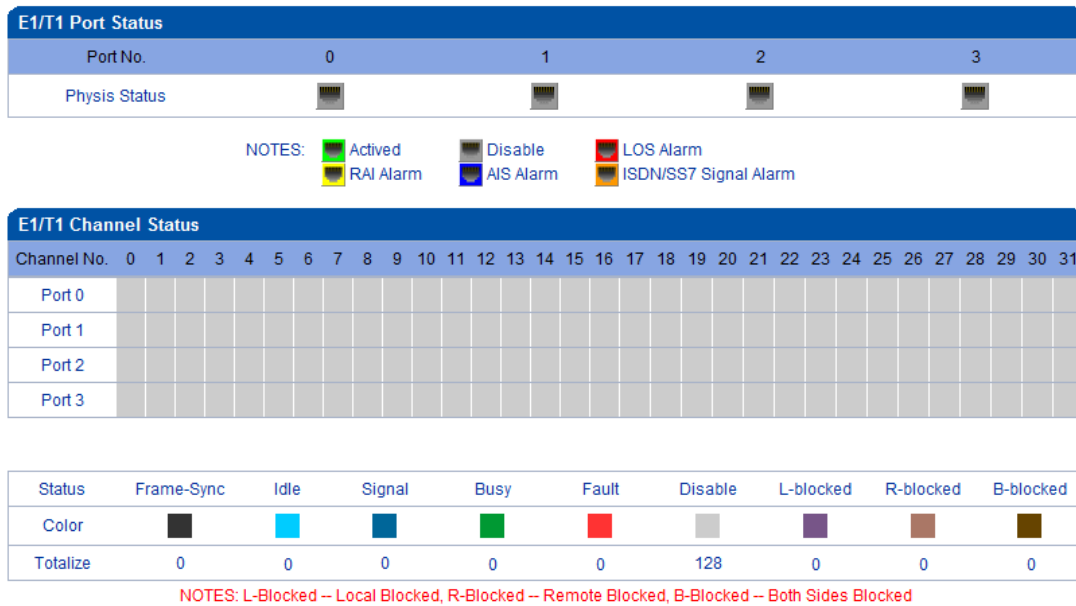 E1/T1 Port Status
Port No. 0 1 2 3
Physis Status
NOTES: Actived Disable LOS Alarm
RAI Alarm AIS Alarm ISDN/SS7 Signal Alarm
E1/T1 Channel Status
Channel No. 0 1 2 3 4 5 6 7 8 9 10 11 12 13 14 15 16 17 18 19 20 21 22 23 24 25 26 27 28 29 30 31
Port 0
Port 1
Port 2
Port 3
Status Frame-Sync Idle Signal Busy Fault Disable L-blocked R-blocked B-blocked
Color
Totalize 0 0 0 0 0 128 0 0 0
NOTES: L-Blocked -- Local Blocked, R-Blocked -- Remote Blocked, B-Blocked -- Both Sides Blocked